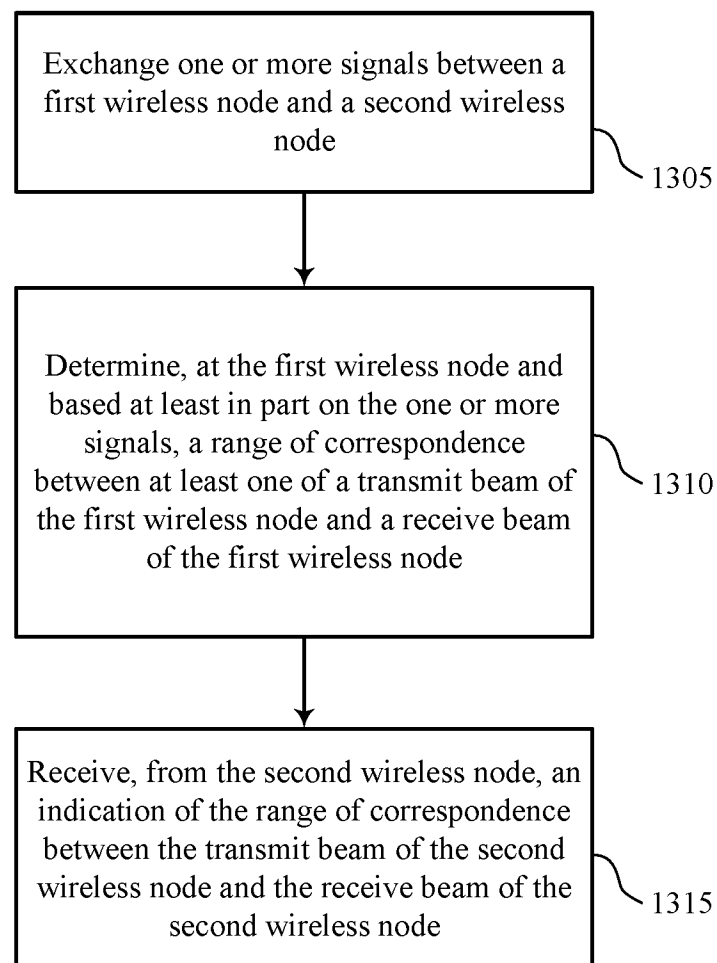 Exchange one or more signals between a
first wireless node and a second wireless
node
1305
Determine, at the first wireless node and
based at least in part on the one or more
signals, a range of correspondence
between at least one of a transmit beam of
the first wireless node and a receive beam
of the first wireless node
1310
Receive, from the second wireless node, an
indication of the range of correspondence
between the transmit beam of the second
wireless node and the receive beam of the
second wireless node
1315